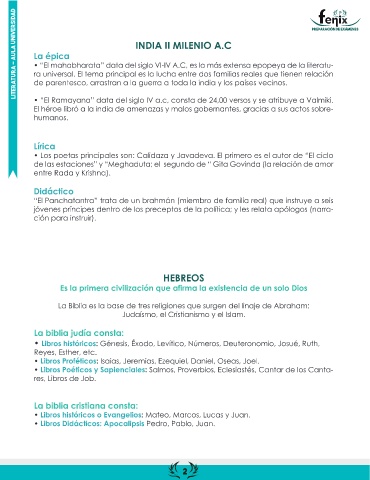 LITERATURA – AULA UNIVERSIDAD
fenix
PREPARACIÓN DE EXÁMENES
INDIA II MILENIO A.C
La épica
• “El mahabharata” data del siglo VI-IV A.C, es la más extensa epopeya de la literatu-
ra universal. El tema principal es la lucha entre dos familias reales que tienen relación
de parentesco, arrastran a la guerra a toda la india y los países vecinos.
• “El Ramayana” data del siglo IV a.c, consta de 24.00 versos y se atribuye a Valmiki.
El héroe libró a la india de amenazas y malos gobernantes, gracias a sus actos sobre-
humanos.
Lírica
• Los poetas principales son: Calidaza y Javadeva. El primero es el autor de “El ciclo
de las estaciones” y “Meghaduta; el segundo de “ Gita Govinda (la relación de amor
entre Rada y Krishna).
Didáctico
“El Panchatantra” trata de un brahmán (miembro de familia real) que instruye a seis
jóvenes príncipes dentro de los preceptos de la política; y les relata apólogos (narra-
ción para instruir).
HEBREOS
Es la primera civilización que afirma la existencia de un solo Dios
La Biblia es la base de tres religiones que surgen del linaje de Abraham:
Judaísmo, el Cristianismo y el Islam.
La biblia judía consta:
• Libros históricos: Génesis, Éxodo, Levítico, Números, Deuteronomio, Josué, Ruth,
Reyes, Esther, etc.
• Libros Proféticos: Isaías, Jeremías, Ezequiel, Daniel, Oseas, Joel.
• Libros Poéticos y Sapienciales: Salmos, Proverbios, Eclesiastés, Cantar de los Canta-
res, Libros de Job.
La biblia cristiana consta:
• Libros históricos o Evangelios: Mateo, Marcos, Lucas y Juan.
• Libros Didácticos: Apocalipsis Pedro, Pablo, Juan.
2